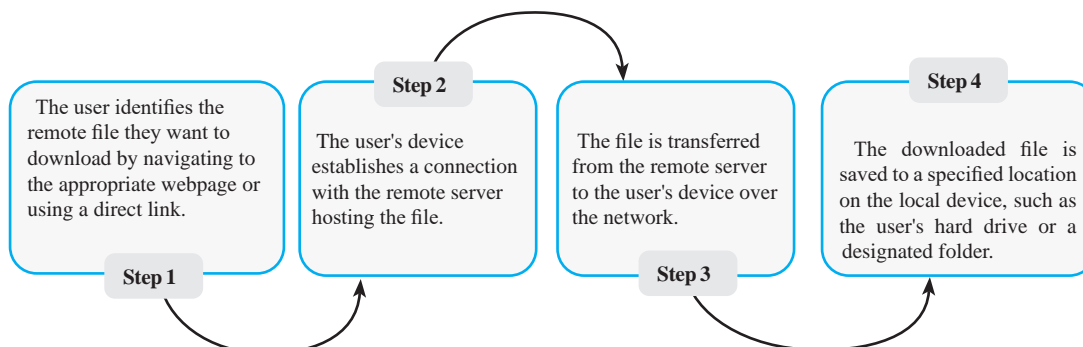 Step 1
The user identifies the
remote file they want to
download by navigating to
the appropriate webpage or
using a direct link.
Step 2
The user's device
establishes a connection
with the remote server
hosting the file.
Step 3
The file is transferred
from the remote server
to the user's device over
the network.
Step 4
The downloaded file is
saved to a specified location
on the local device, such as
the user's hard drive or a
designated folder.